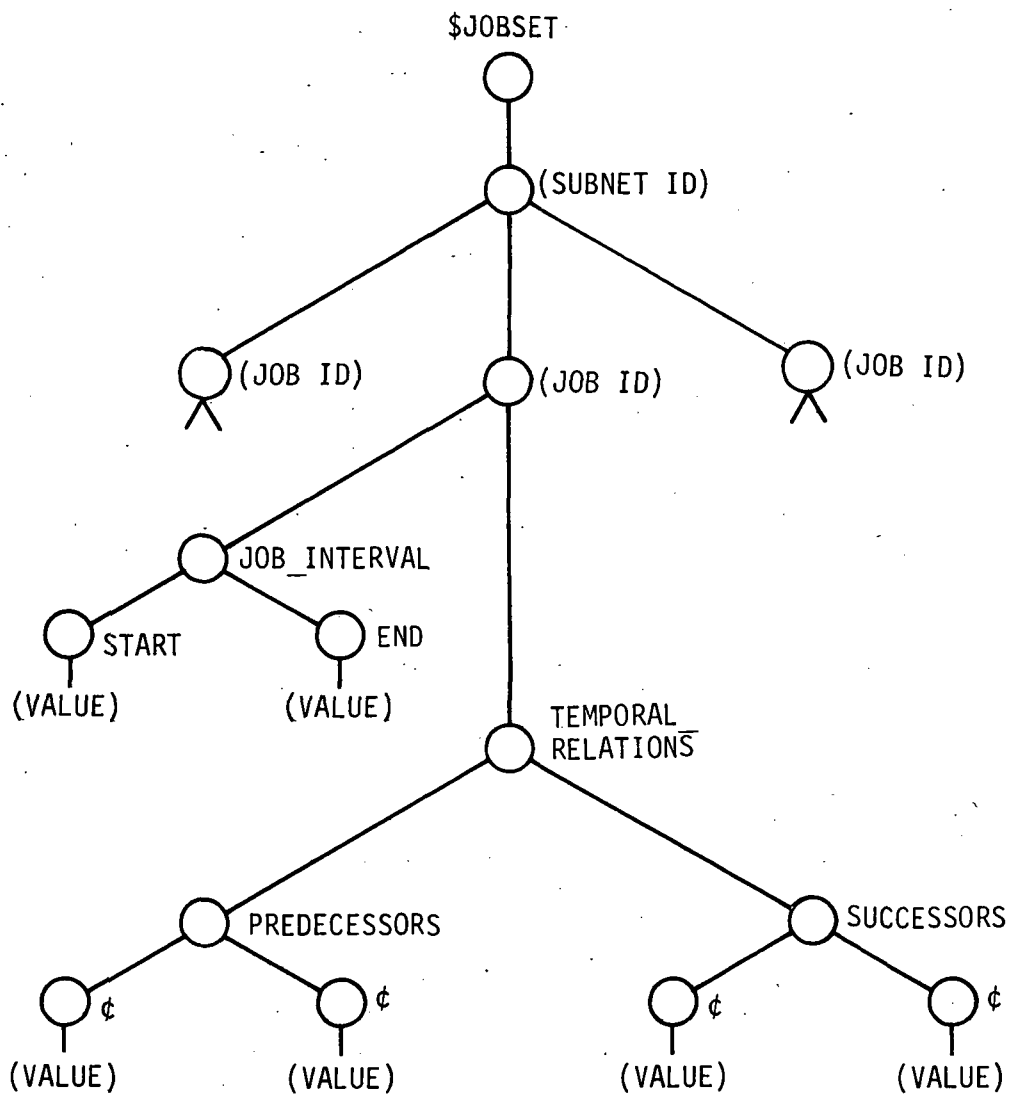 $JOBSET
(SUBNET ID)
(JOB ID)
(JOB ID)
(JOB ID)
JOB_INTERVAL
START
END
(VALUE)
(VALUE)
TEMPORAL_
RELATIONS
PREDECESSORS
SUCCESSORS
¢
¢
¢
¢
(VALUE)
(VALUE)
(VALUE)
(VALUE)